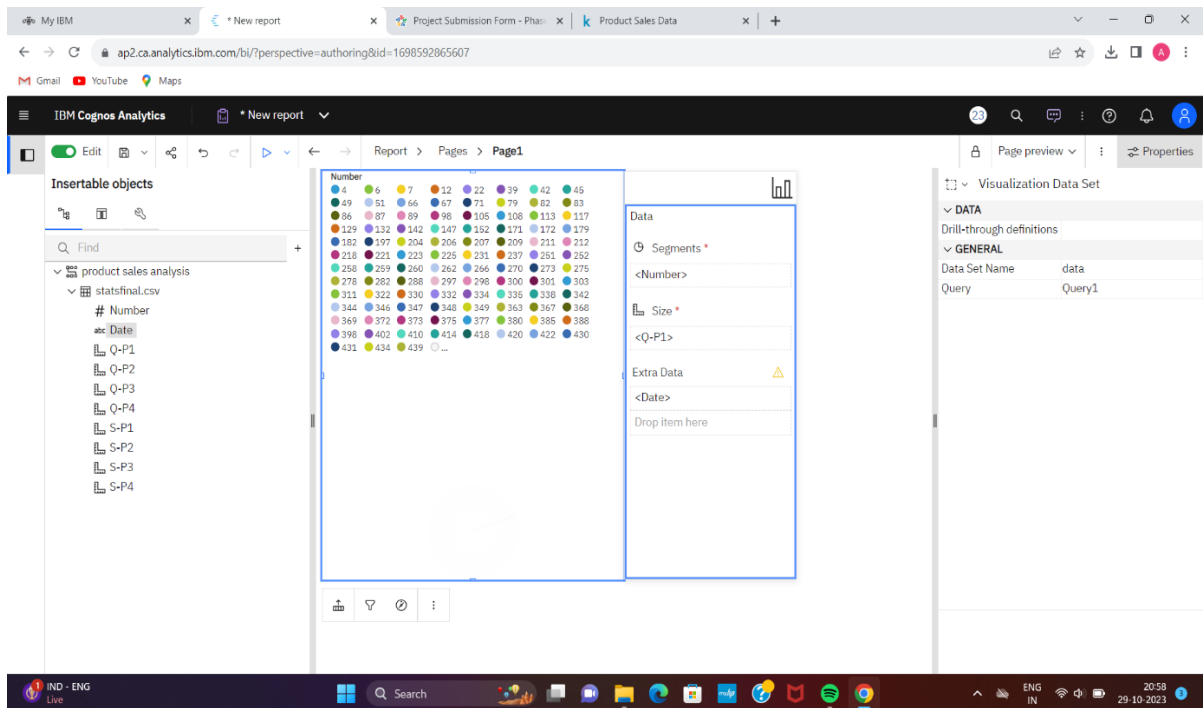 My IBM
* New report
Project Submission Form - Phas
Product Sales Data
ap2.ca.analytics.ibm.com/bi/?perspective=authoring&id=1698592865607
A
Gmail YouTube Maps
IBM Cognos Analytics
* New report
23
Edit
Report > Pages > Page1
Page preview
Properties
Insertable objects
Find
product sales analysis
statsfinal.csv
# Number
abc Date
Q-P1
Q-P2
Q-P3
Q-P4
S-P1
S-P2
S-P3
S-P4
Number
4 6 7 12 22 39 42 45
49 51 66 67 71 79 82 83
86 87 89 98 105 108 113 117
129 132 142 147 152 171 172 179
182 197 204 206 207 209 211 212
218 221 223 225 231 237 251 252
258 259 260 262 266 270 273 275
278 282 288 297 298 300 301 303
311 322 330 332 334 335 338 342
344 346 347 348 349 363 367 368
369 372 373 375 377 380 385 388
398 402 410 414 418 420 422 430
431 434 439 ...
Data
Segments *
<Number>
Size *
<Q-P1>
Extra Data
<Date>
Drop item here
Visualization Data Set
DATA
Drill-through definitions
GENERAL
Data Set Name data
Query Query1
1
IND - ENG
Live
Search
ENG
IN
20:58
29-10-2023
3